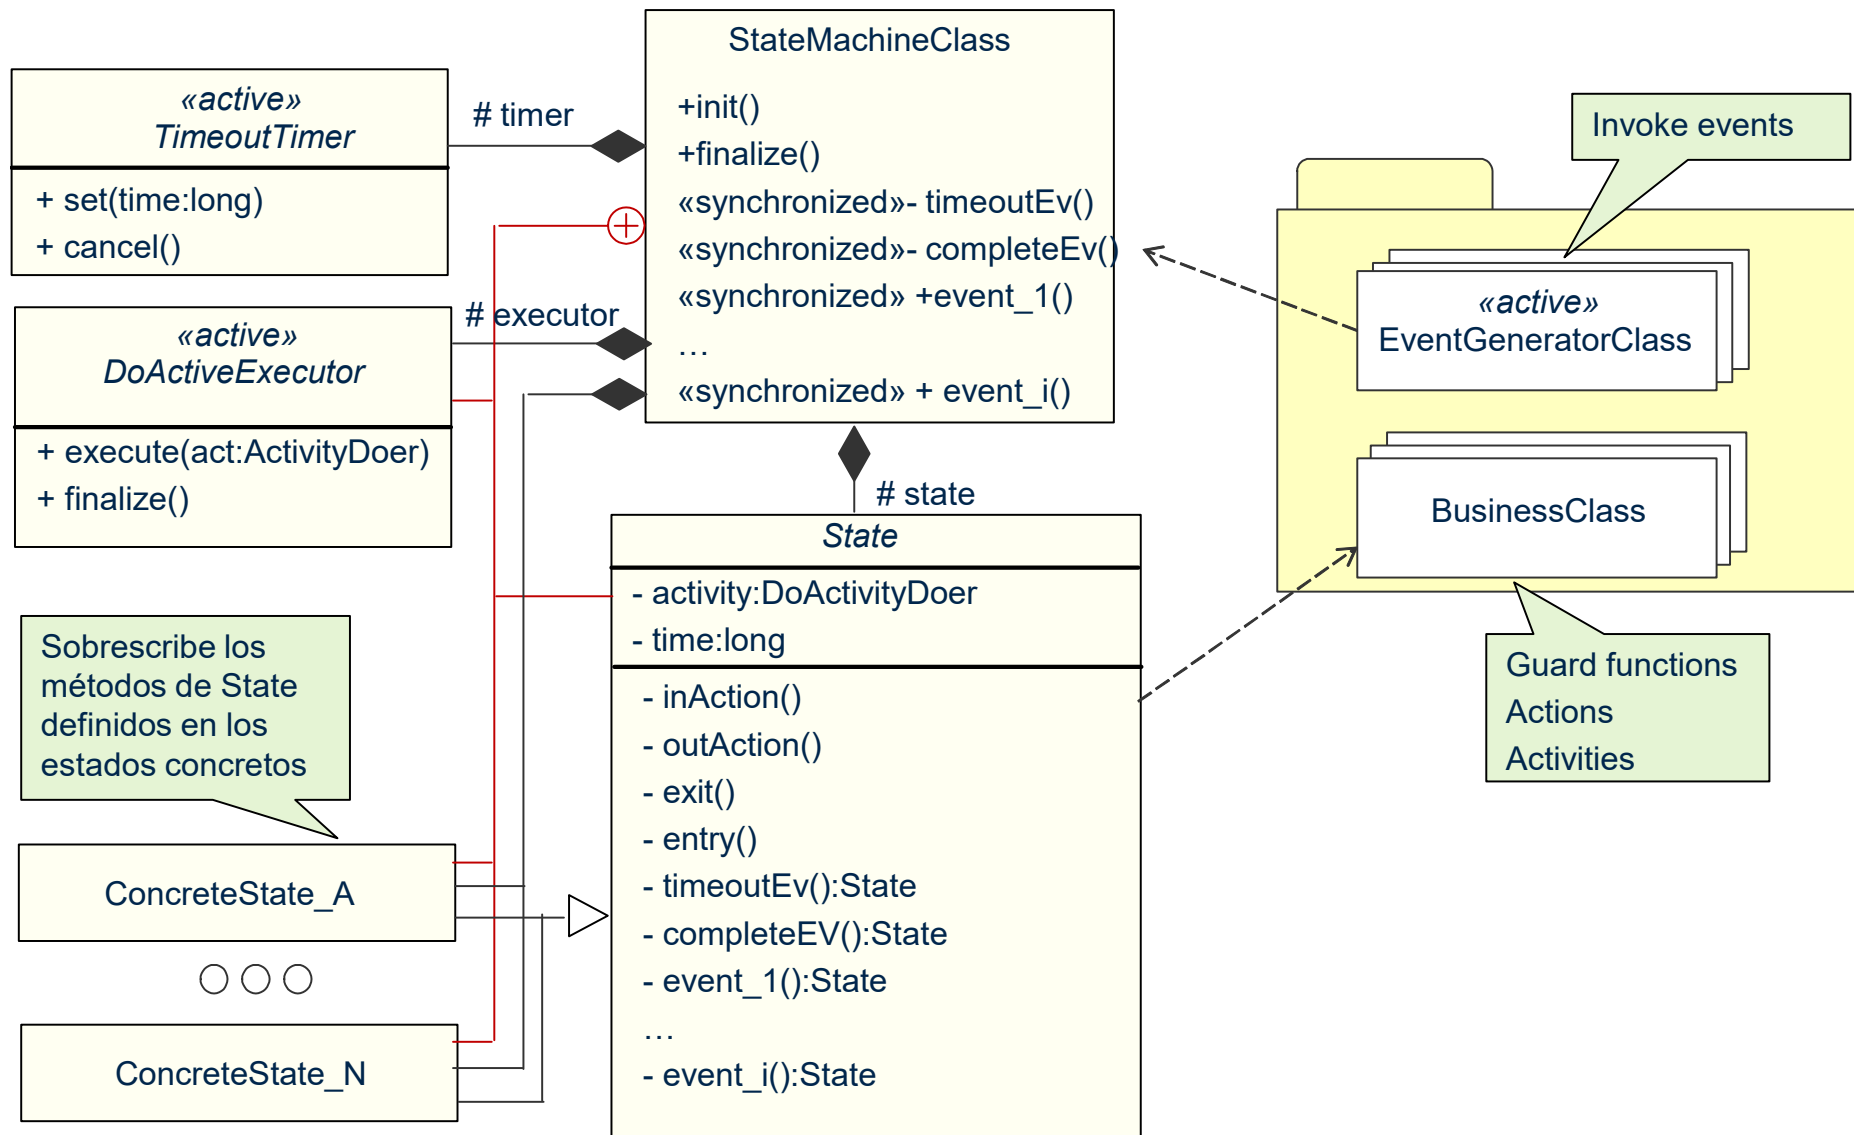 StateMachineClass
+init()
+finalize()
«synchronized»- timeoutEv()
«synchronized»- completeEv()
«synchronized» +event_1()
…
«synchronized» + event_i()
«active»
TimeoutTimer
+ set(time:long)
+ cancel()
# timer
«active»
DoActiveExecutor
+ execute(act:ActivityDoer)
+ finalize()
# executor
# state
State
- activity:DoActivityDoer
- time:long
- inAction()
- outAction()
- exit()
- entry()
- timeoutEv():State
- completeEV():State
- event_1():State
…
- event_i():State
Sobrescribe los
métodos de State
definidos en los
estados concretos
ConcreteState_A
ConcreteState_N
Invoke events
«active»
EventGeneratorClass
BusinessClass
Guard functions
Actions
Activities